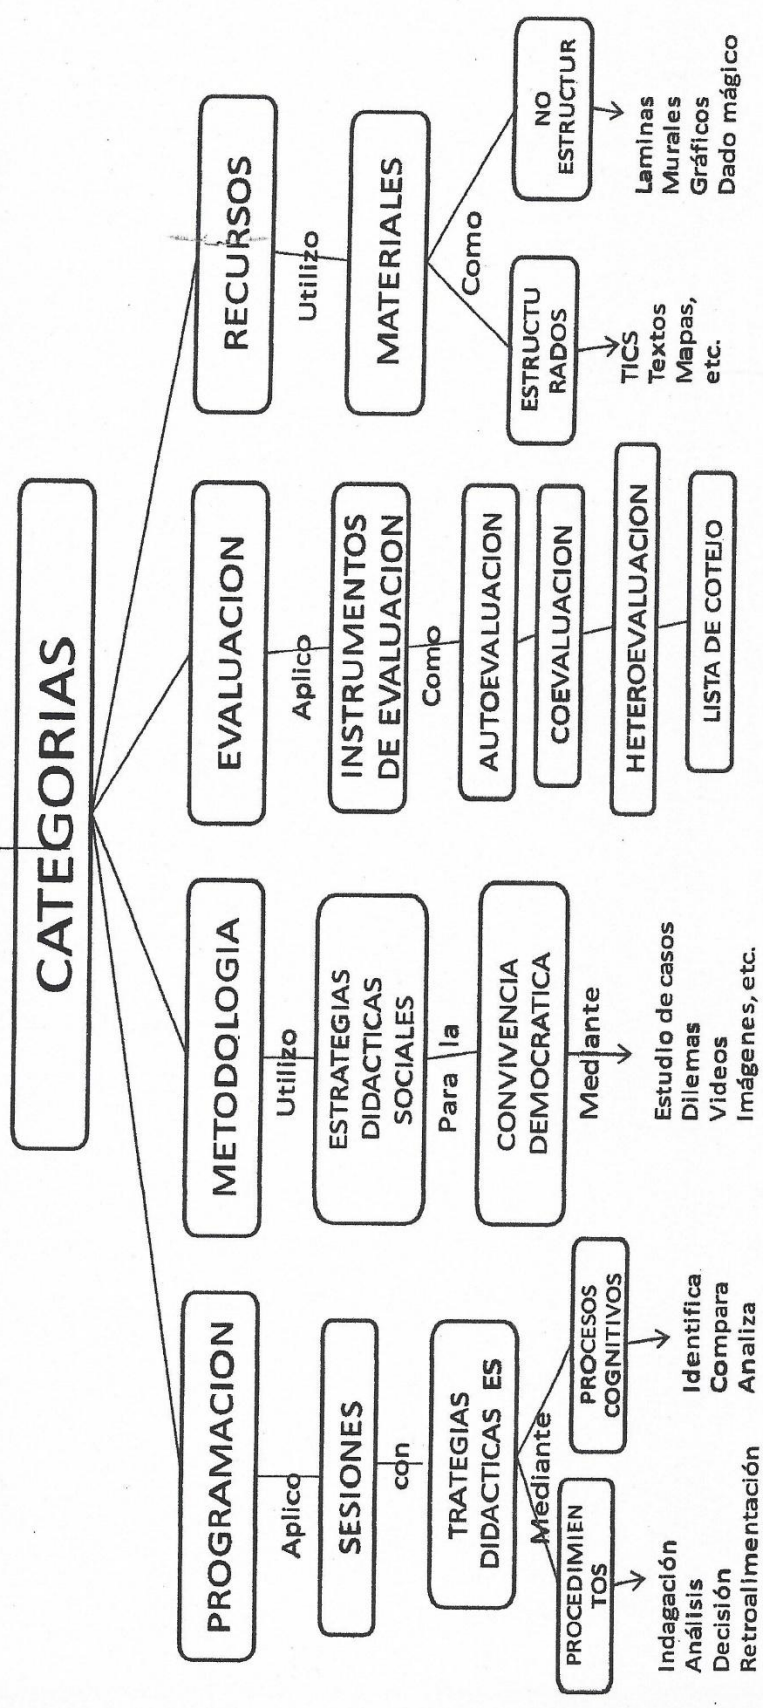 CATEGORIAS
PROGRAMACION
Aplico
SESIONES
con
TRATEGIAS
DIDACTICAS ES
Mediante
PROCEDIMIEN
TOS
Indagación
Análisis
Decisión
Retroalimentación
PROCESOS
COGNITIVOS
Identifica
Compara
Analiza
METODOLOGIA
Utilizo
ESTRATEGIAS
DIDACTICAS
SOCIALES
Para la
CONVIVENCIA
DEMOCRATICA
Mediante
Estudio de casos
Dilemas
Videos
Imágenes, etc.
EVALUACION
Aplico
INSTRUMENTOS
DE EVALUACION
Como
AUTOEVALUACION
COEVALUACION
HETEROEVALUACION
LISTA DE COTEJO
RECURSOS
Utilizo
MATERIALES
Como
ESTRUCTU
RADOS
TICS
Textos
Mapas,
etc.
NO
ESTRUCTUR
Laminas
Murales
Gráficos
Dado mágico